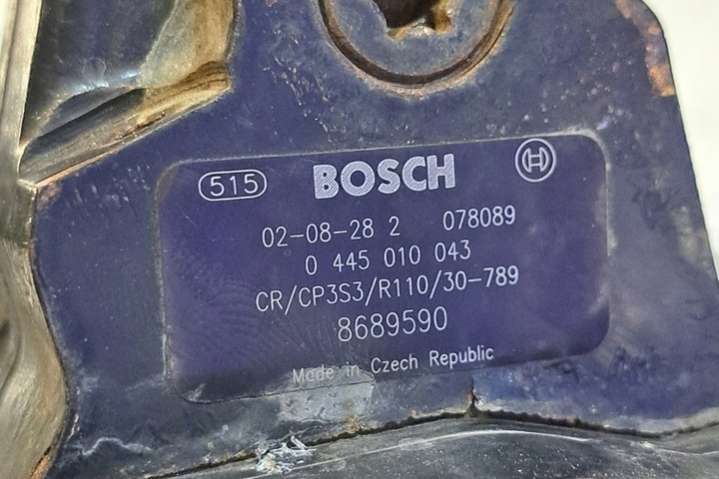 515 BOSCH H
02-08-28 2 078089
0 445 010 043
CR/CP3S3/R110/30-789
8689590
Made in Czech Republic